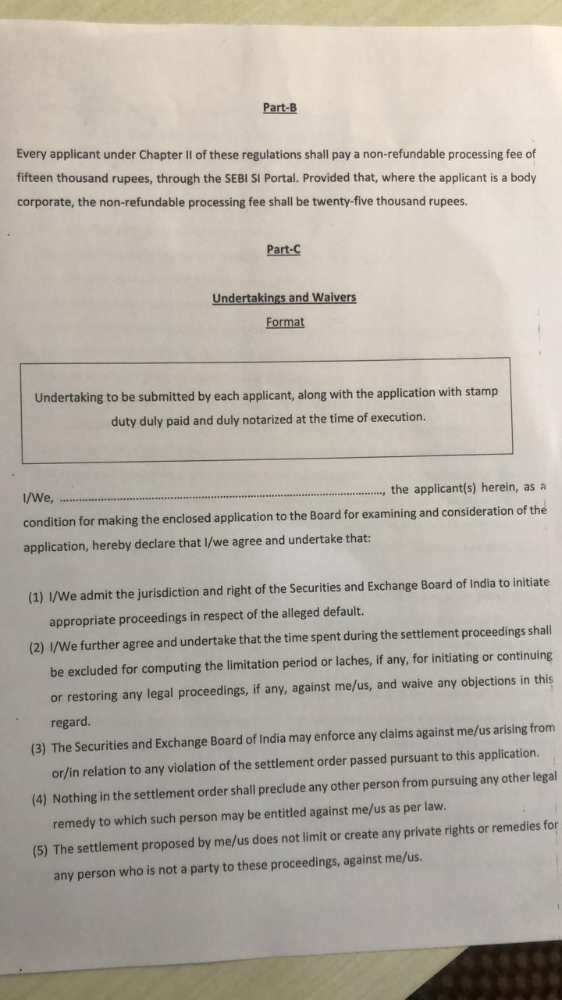 Part-B
Every applicant under Chapter II of these regulations shall pay a non-refundable processing fee of
fifteen thousand rupees, through the SEBI SI Portal. Provided that, where the applicant is a body
corporate, the non-refundable processing fee shall be twenty-five thousand rupees.
Part-C
Undertakings and Waivers
Format
Undertaking to be submitted by each applicant, along with the application with stamp
duty duly paid and duly notarized at the time of execution.
I/We, ............................................................................................., the applicant(s) herein, as a
condition for making the enclosed application to the Board for examining and consideration of the
application, hereby declare that I/we agree and undertake that:
(1) I/We admit the jurisdiction and right of the Securities and Exchange Board of India to initiate
appropriate proceedings in respect of the alleged default.
(2) I/We further agree and undertake that the time spent during the settlement proceedings shall
be excluded for computing the limitation period or laches, if any, for initiating or continuing
or restoring any legal proceedings, if any, against me/us, and waive any objections in this
regard.
(3) The Securities and Exchange Board of India may enforce any claims against me/us arising from
or/in relation to any violation of the settlement order passed pursuant to this application.
(4) Nothing in the settlement order shall preclude any other person from pursuing any other legal
remedy to which such person may be entitled against me/us as per law.
(5) The settlement proposed by me/us does not limit or create any private rights or remedies for
any person who is not a party to these proceedings, against me/us.